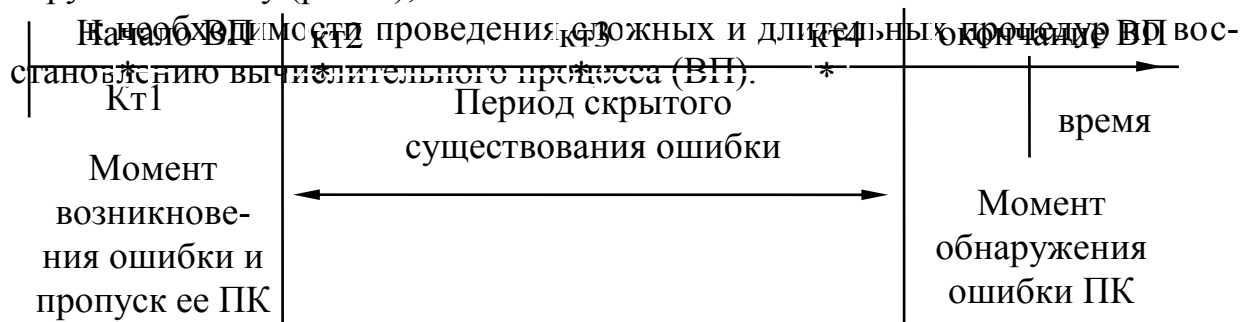 к необходимости проведения сложных и длительных процедур по вос-
становлению вычислительного процесса (ВП).
Начало ВП кт2 кт3 кт4 окончание ВП
* * * *
Кт1
Период скрытого
существования ошибки
время
Момент
возникнове-
ния ошибки и
пропуск ее ПК
Момент
обнаружения
ошибки ПК